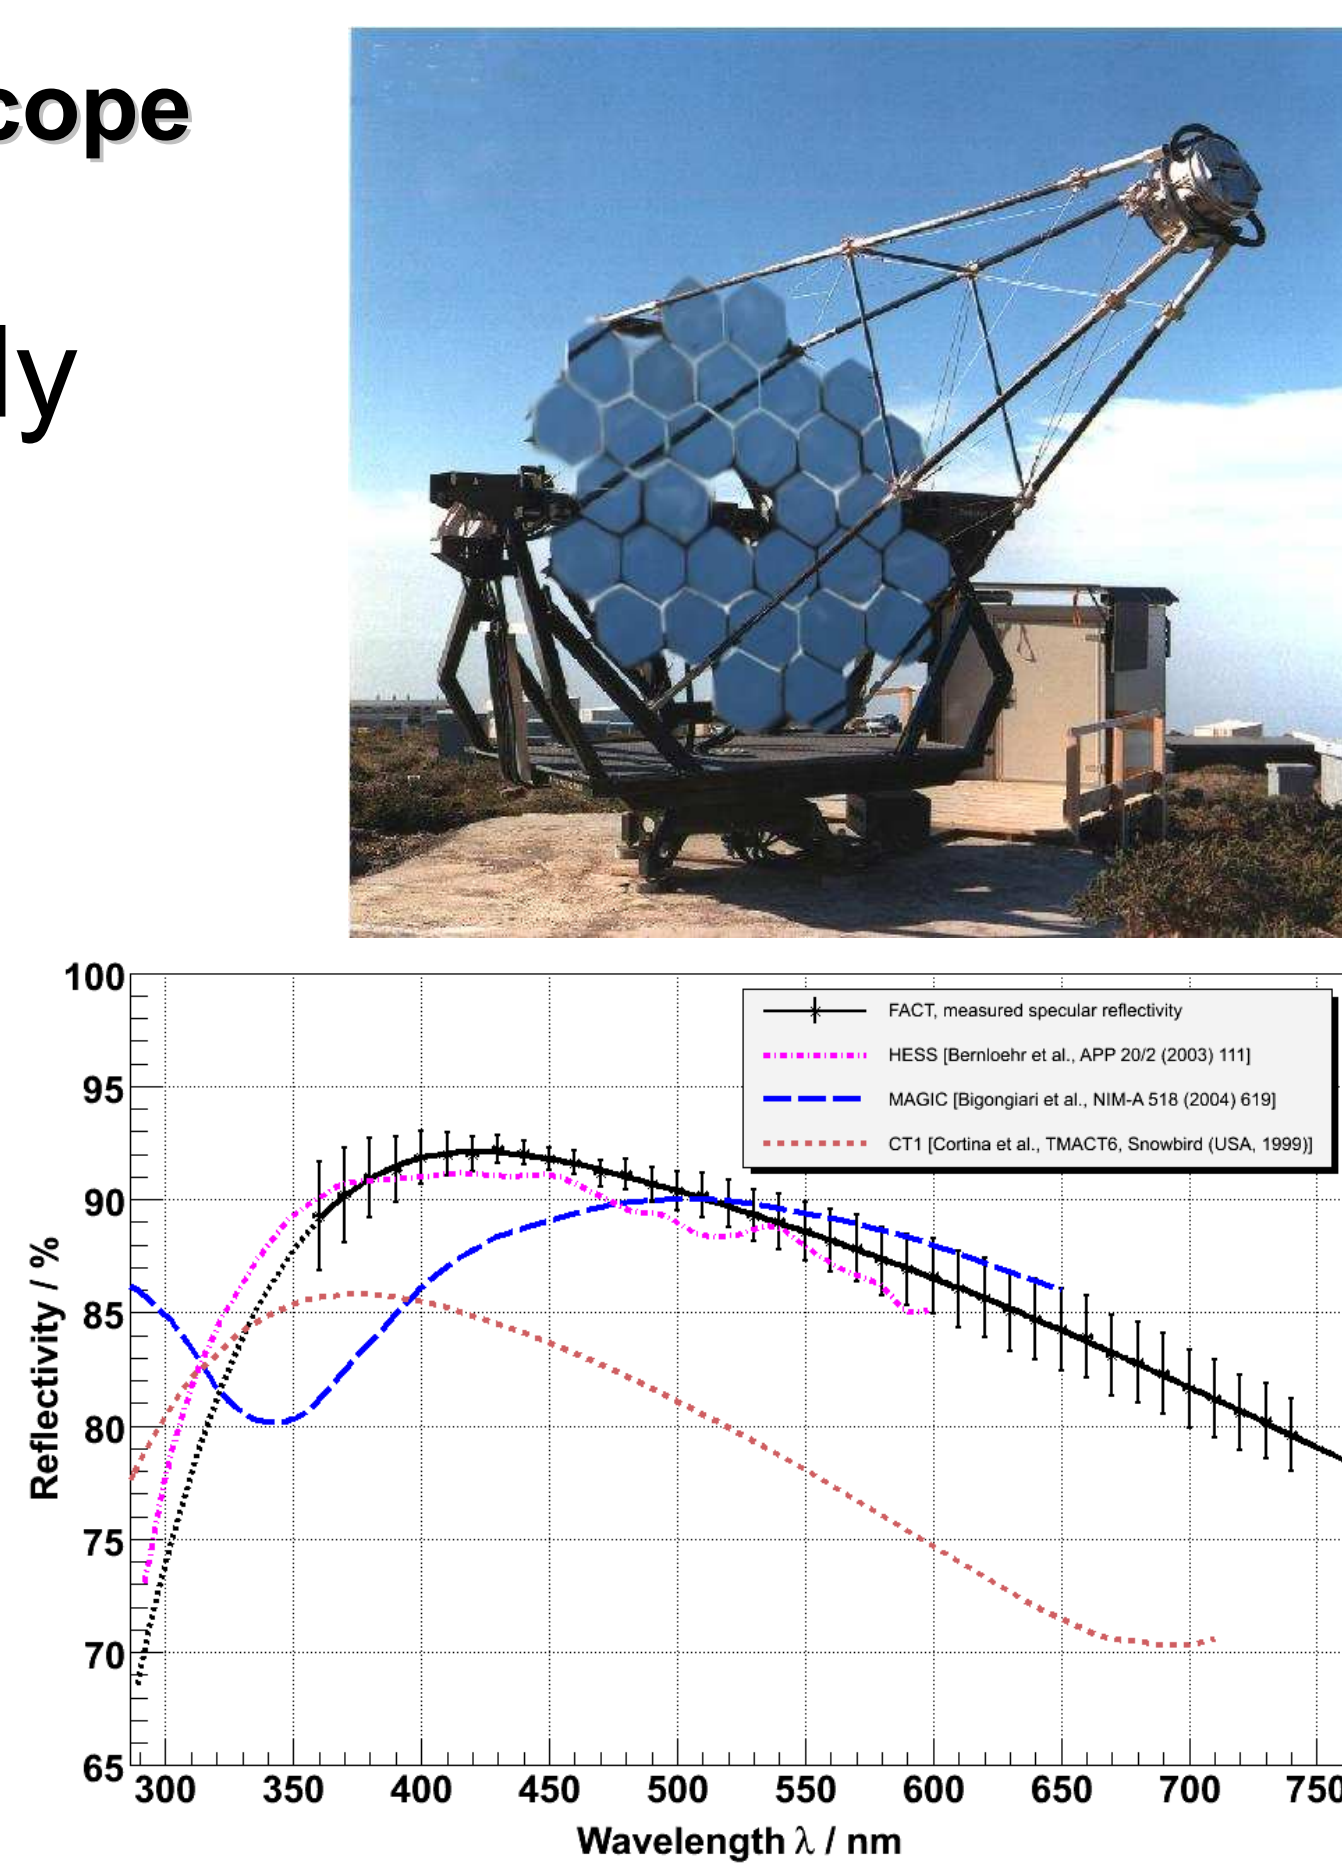 cope
ly
100
95
90
85
80
75
70
65
Reflectivity / %
FACT, measured specular reflectivity
HESS [Bernloehr et al., APP 20/2 (2003) 111]
MAGIC [Bigongiari et al., NIM-A 518 (2004) 619]
CT1 [Cortina et al., TMACT6, Snowbird (USA, 1999)]
300 350 400 450 500 550 600 650 700 750
Wavelength λ / nm